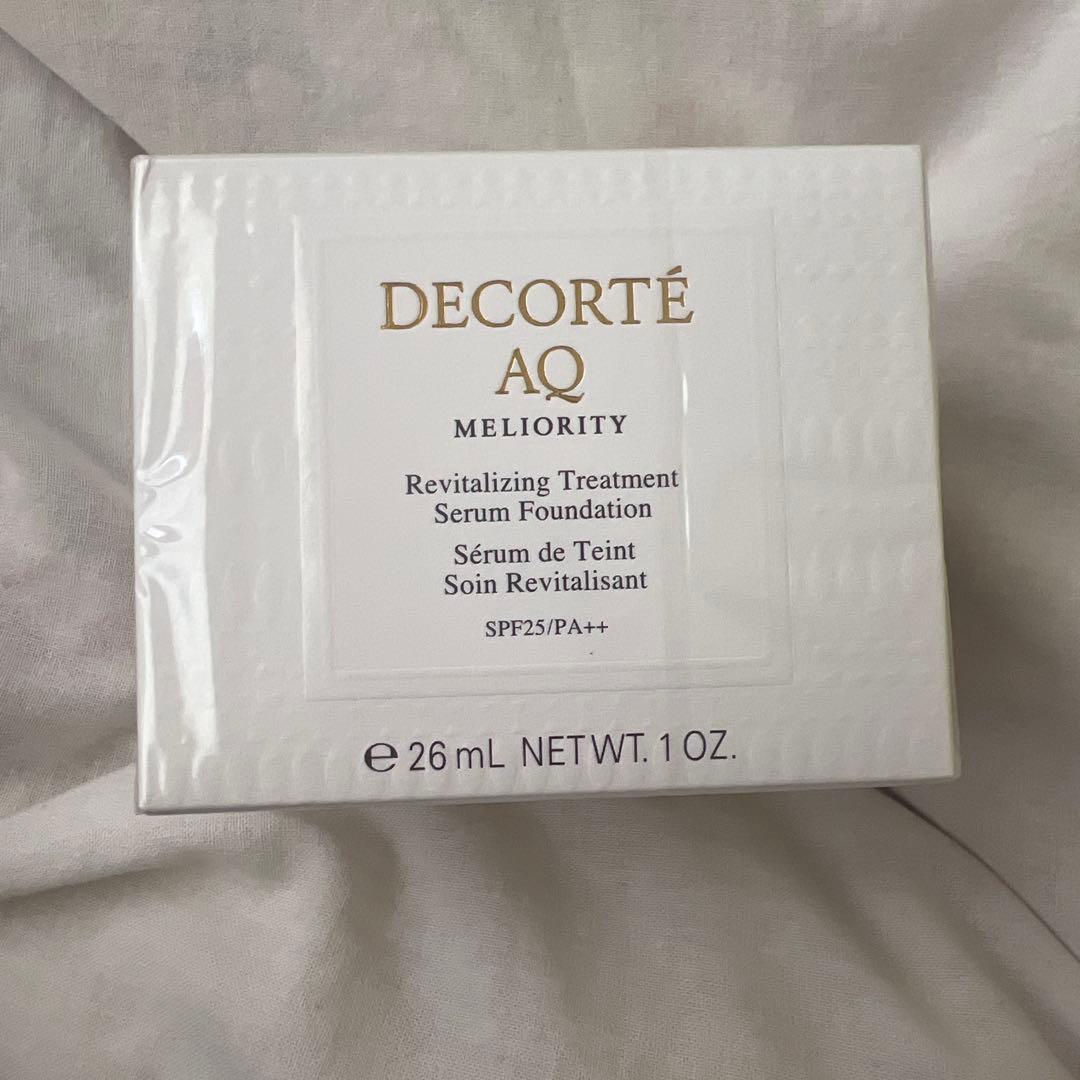 DECORTÉ
AQ
MELIORITY
Revitalizing Treatment
Serum Foundation
Sérum de Teint
Soin Revitalisant
SPF25/PA++
℮ 26 mL NET WT. 1 OZ.